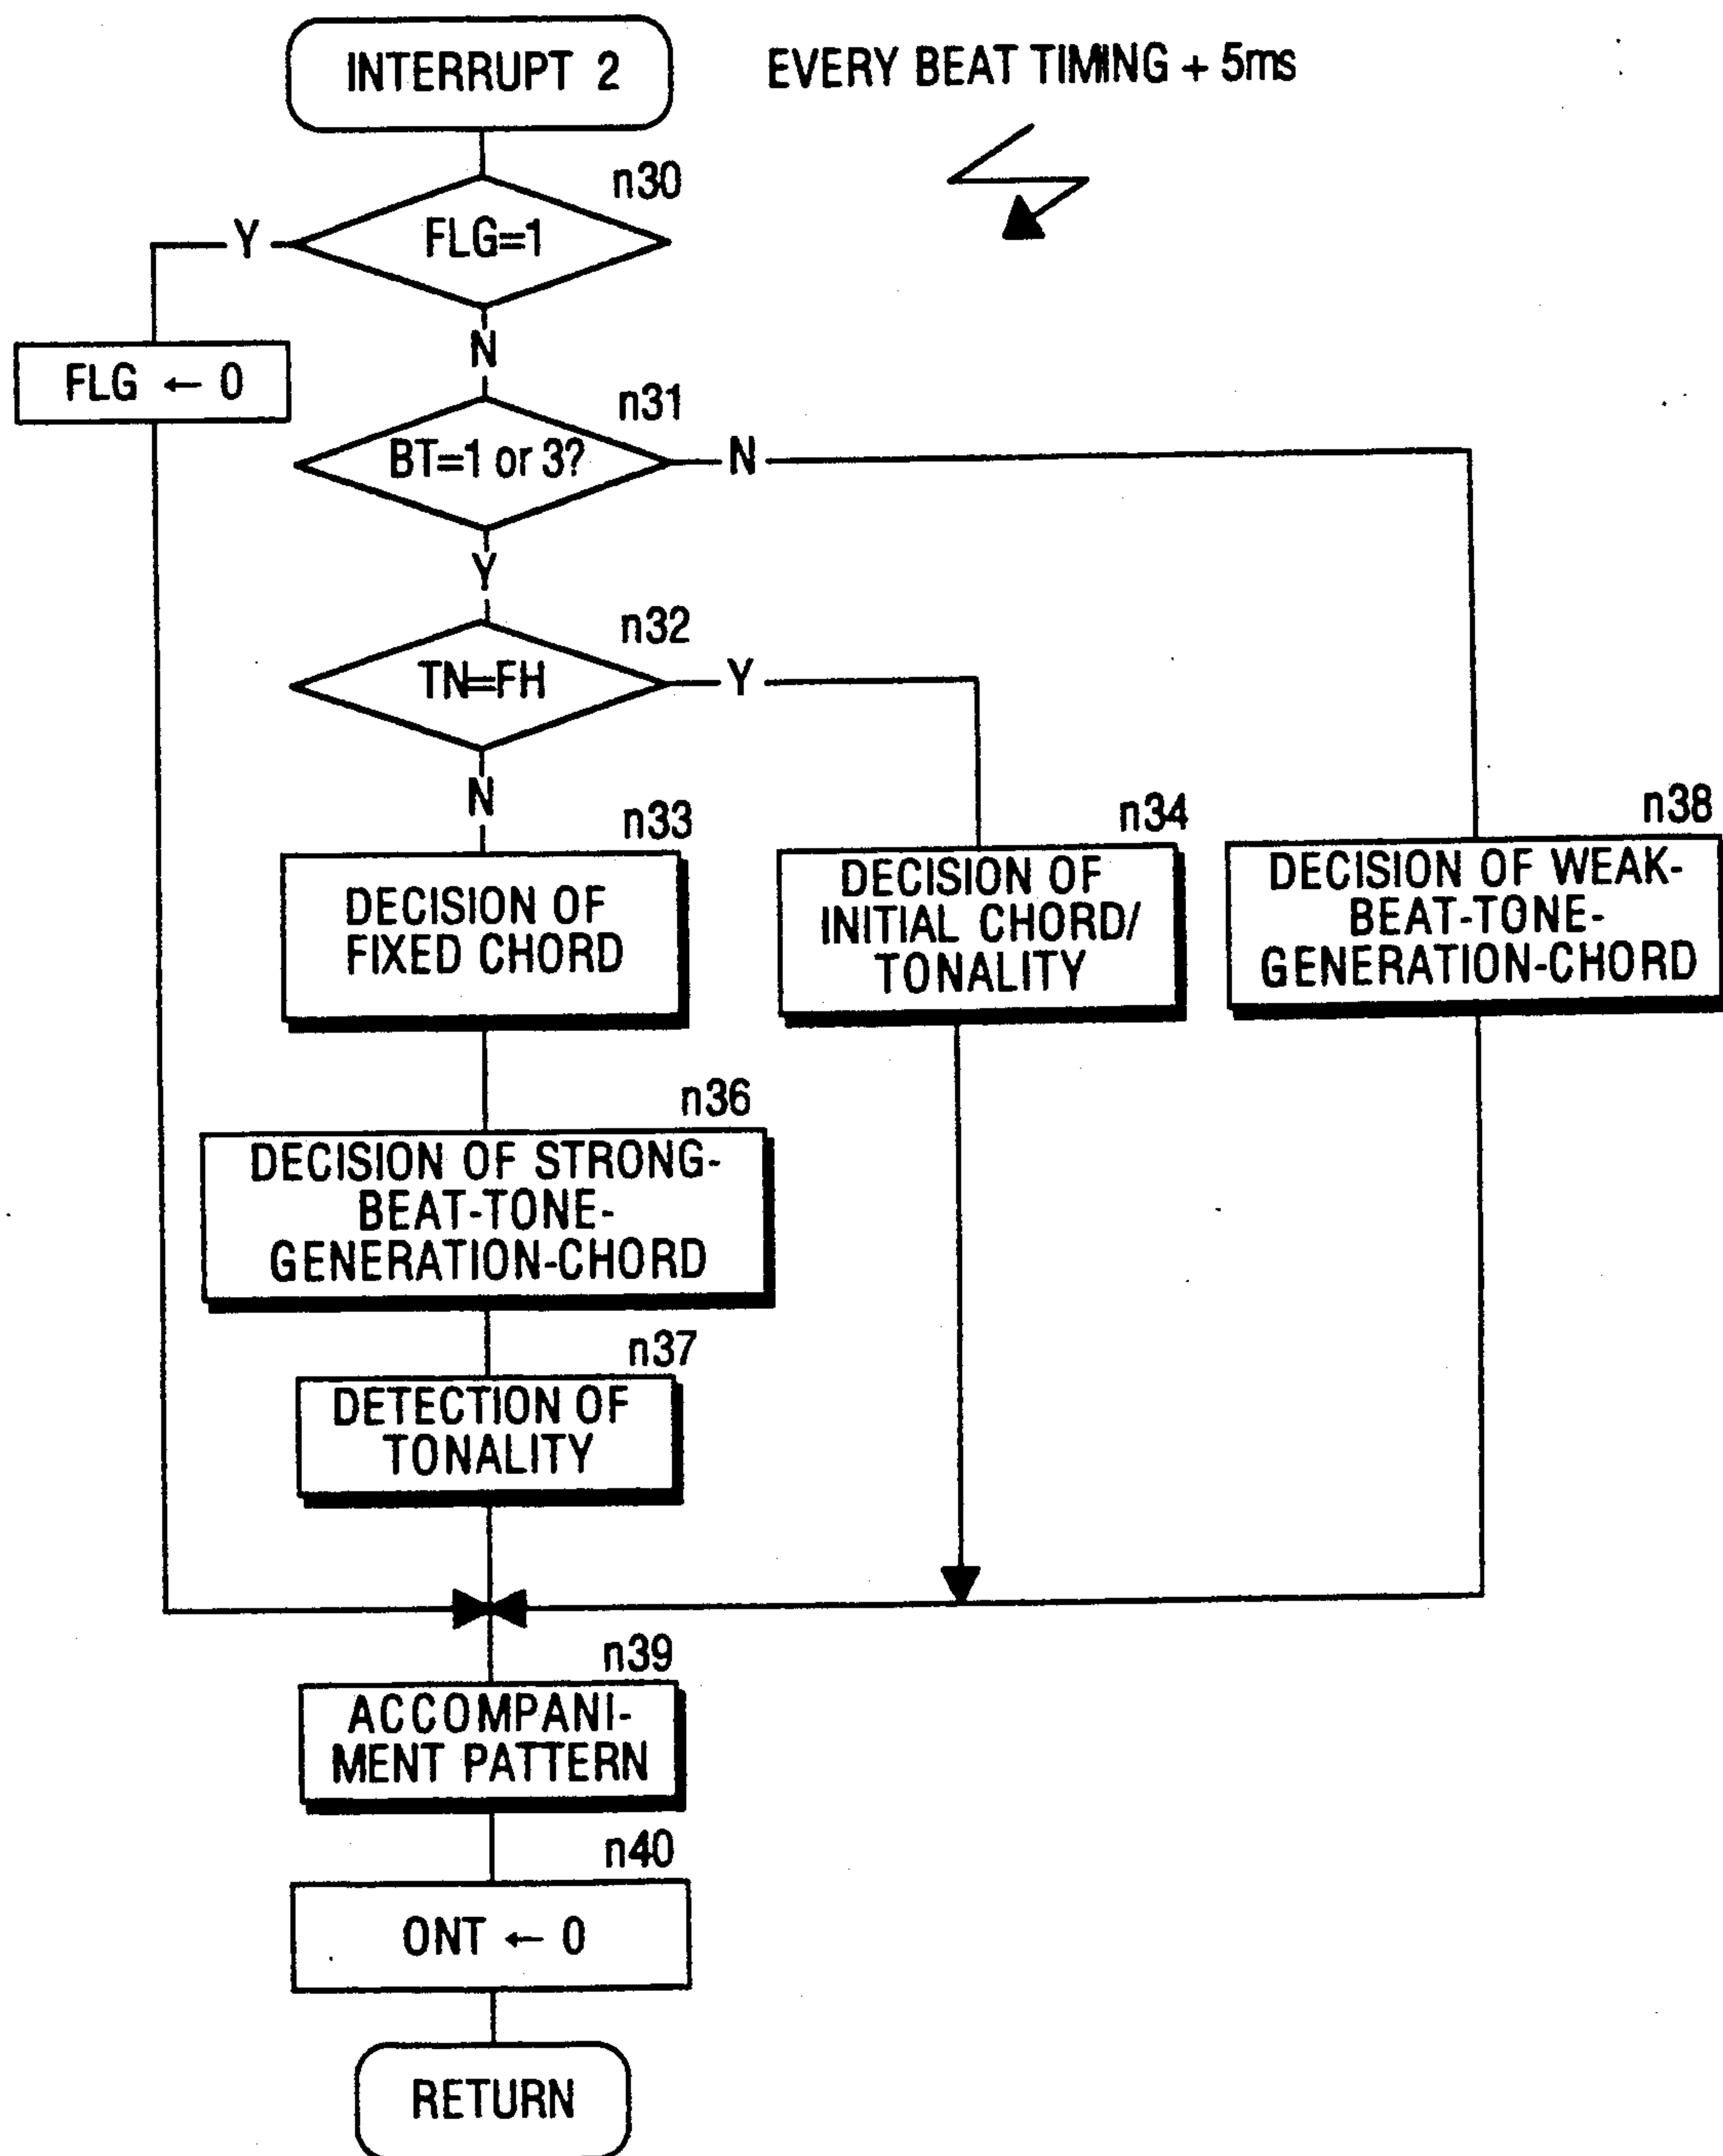 INTERRUPT 2
EVERY BEAT TIMING + 5ms
n30
FLG=1
Y
N
FLG ← 0
n31
BT=1 or 3?
N
Y
n32
TN=FH
Y
N
n33
DECISION OF
FIXED CHORD
n34
DECISION OF
INITIAL CHORD/
TONALITY
n38
DECISION OF WEAK-
BEAT-TONE-
GENERATION-CHORD
n36
DECISION OF STRONG-
BEAT-TONE-
GENERATION-CHORD
n37
DETECTION OF
TONALITY
n39
ACCOMPANI-
MENT PATTERN
n40
ONT ← 0
RETURN